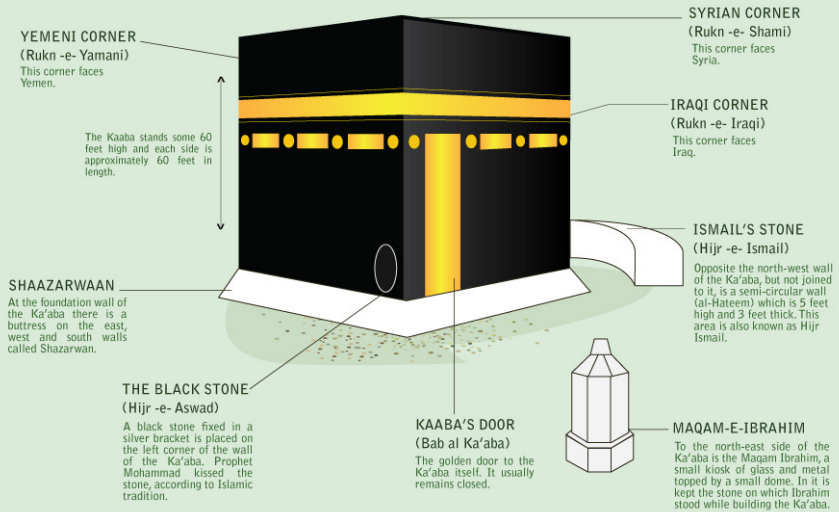 YEMENI CORNER
(Rukn -e- Yamani)
This corner faces
Yemen.
The Kaaba stands some 60
feet high and each side is
approximately 60 feet in
length.
SHAAZARWAAN
At the foundation wall of
the Ka'aba there is a
buttress on the east,
west and south walls
called Shazarwan.
THE BLACK STONE
(Hijr -e- Aswad)
A black stone fixed in a
silver bracket is placed on
the left corner of the wall
of the Ka'aba. Prophet
Mohammad kissed the
stone, according to Islamic
tradition.
KAABA'S DOOR
(Bab al Ka'aba)
The golden door to the
Ka'aba itself. It usually
remains closed.
SYRIAN CORNER
(Rukn -e- Shami)
This corner faces
Syria.
IRAQI CORNER
(Rukn -e- Iraqi)
This corner faces
Iraq.
ISMAIL'S STONE
(Hijr -e- Ismail)
Opposite the north-west wall
of the Ka'aba, but not joined
to it, is a semi-circular wall
(al-Hateem) which is 5 feet
high and 3 feet thick. This
area is also known as Hijr
Ismail.
MAQAM-E-IBRAHIM
To the north-east side of the
Ka'aba is the Maqam Ibrahim, a
small kiosk of glass and metal
topped by a small dome. In it is
kept the stone on which Ibrahim
stood while building the Ka'aba.